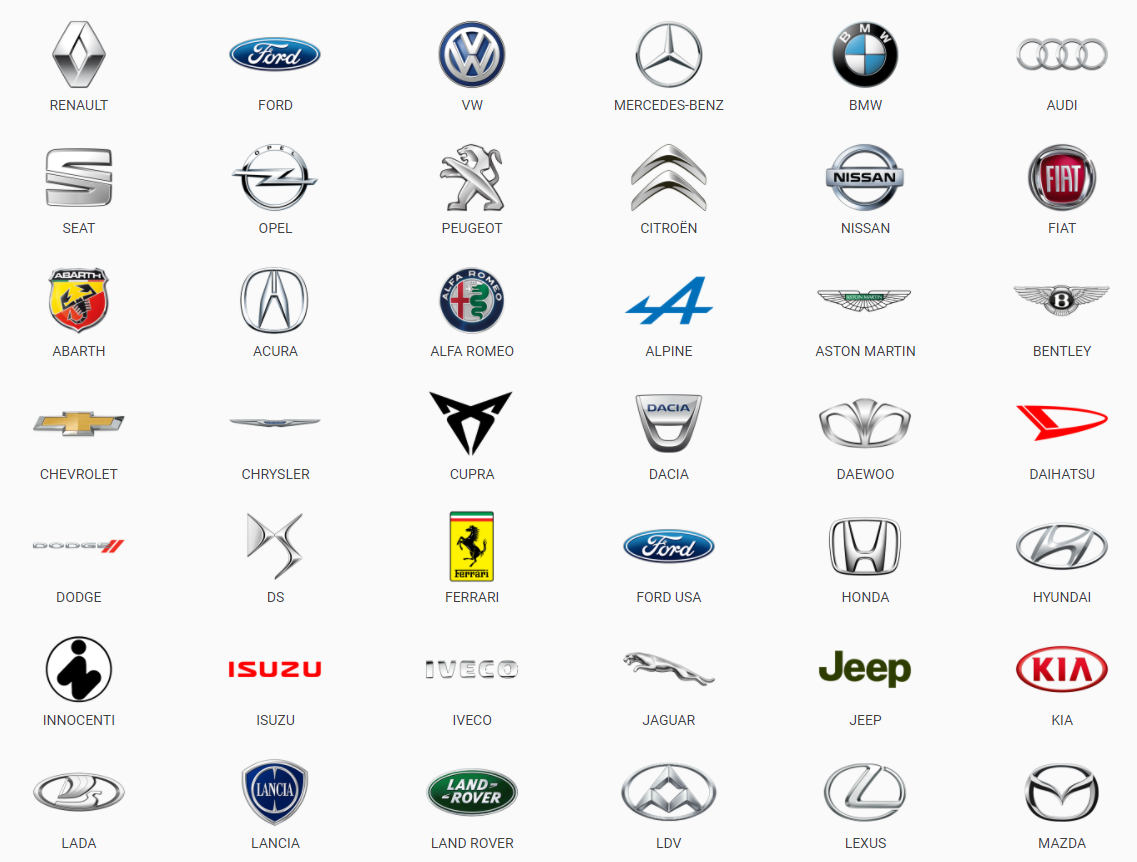 Ford
B M W
RENAULT FORD VW MERCEDES-BENZ BMW AUDI
OPEL
NISSAN FIAT
SEAT OPEL PEUGEOT CITROËN NISSAN FIAT
ABARTH ALFA ROMEO ASTON MARTIN B
ABARTH ACURA ALFA ROMEO ALPINE ASTON MARTIN BENTLEY
DACIA
CHEVROLET CHRYSLER CUPRA DACIA DAEWOO DAIHATSU
DODGE Ferrari Ford
DODGE DS FERRARI FORD USA HONDA HYUNDAI
ISUZU IVECO Jeep KIA
INNOCENTI ISUZU IVECO JAGUAR JEEP KIA
LANCIA LAND-
-ROVER
LADA LANCIA LAND ROVER LDV LEXUS MAZDA